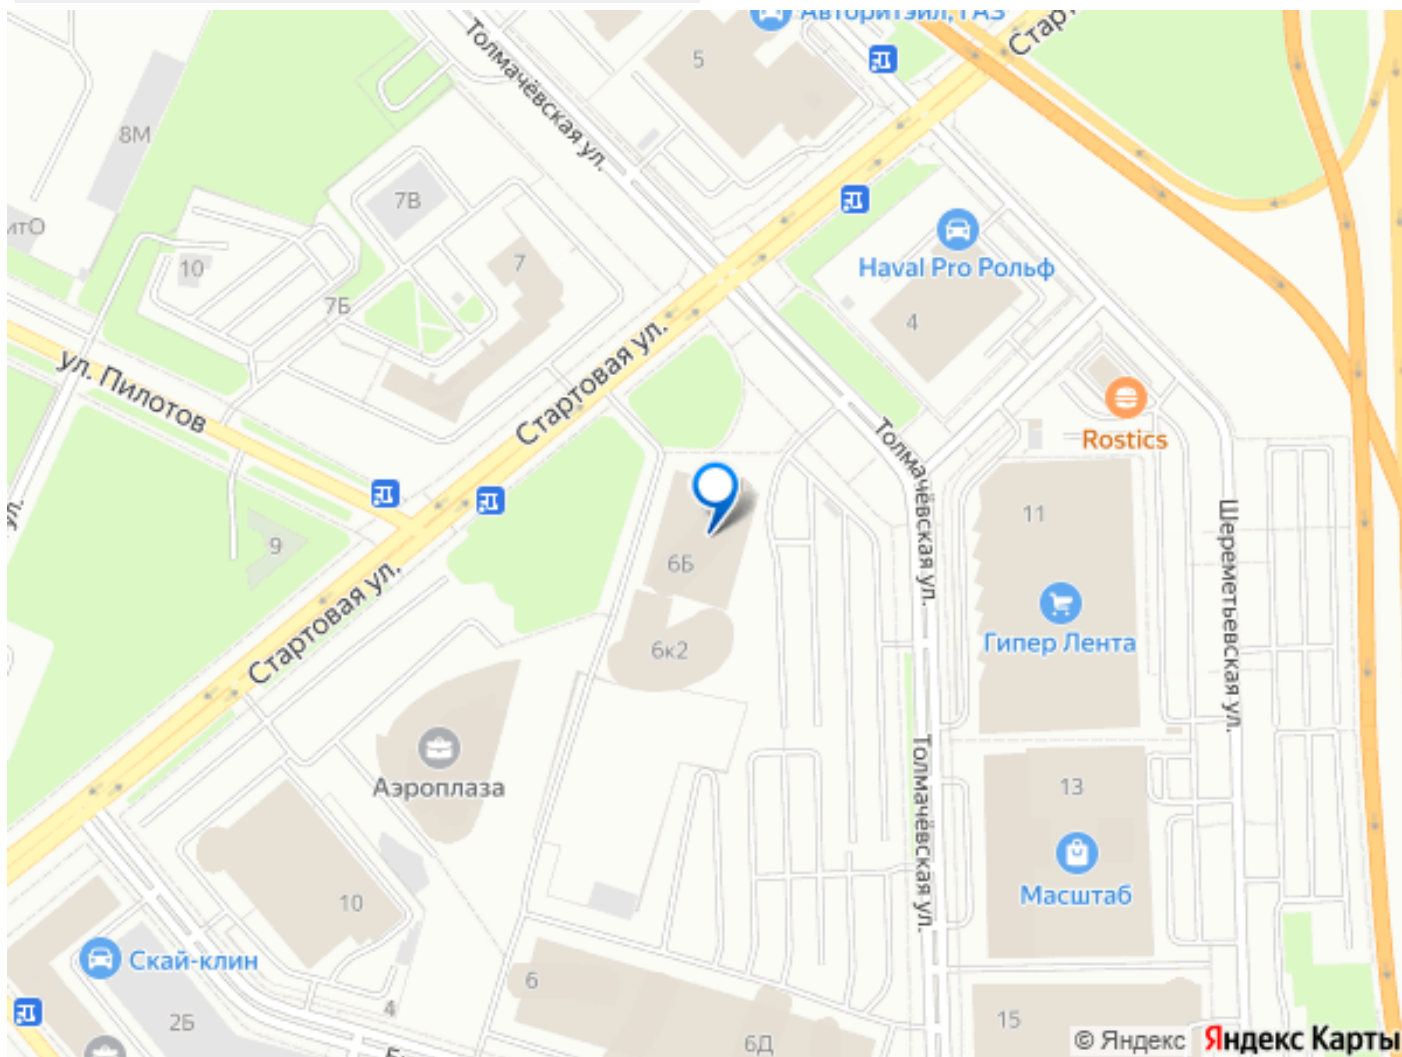 Авторитэйл, ГАЗ
Толмачёвская ул.
5
8М
7В
итО
10
7
7Б
Haval Pro Рольф
4
ул. Пилотов
Стартовая ул.
Rostics
Толмачёвская ул.
Шереметьевская ул.
11
9
6Б
Гипер Лента
6к2
Стартовая ул.
Аэроплаза
Толмачёвская ул.
13
Масштаб
10
Скай-клин
6
4
2Б
15
6Д
© Яндекс Яндекс Карты